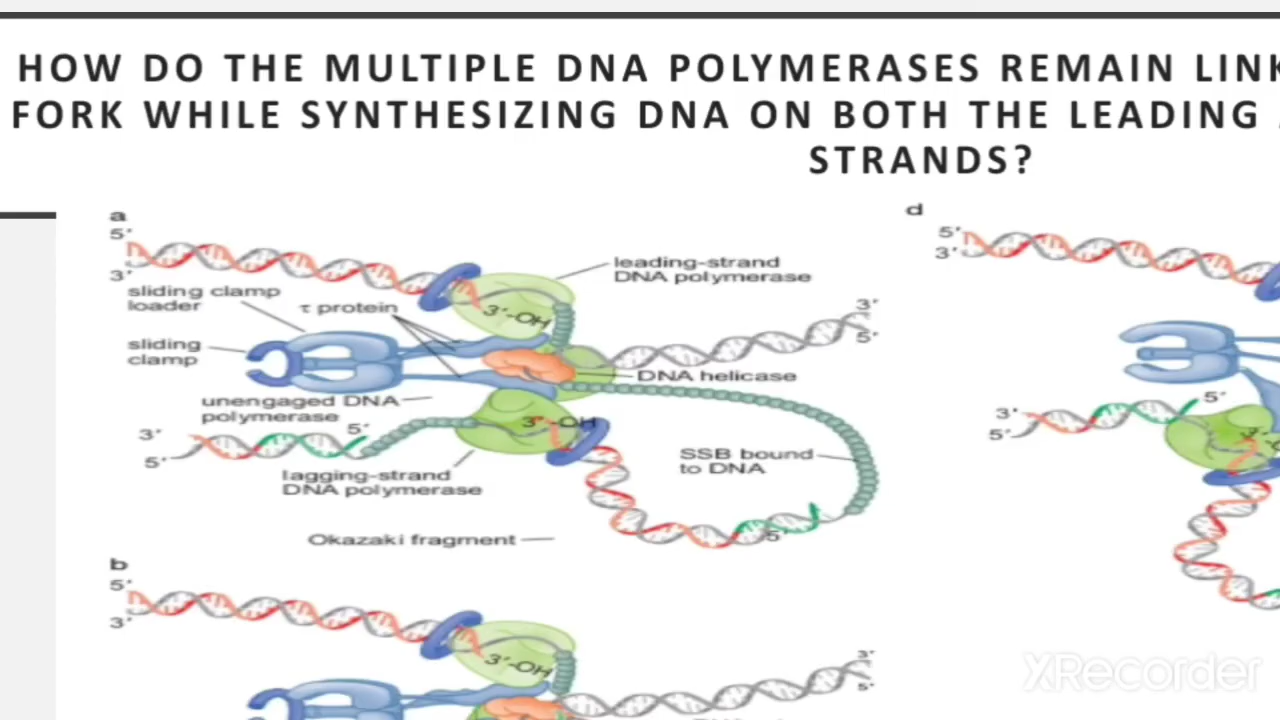 HOW DO THE MULTIPLE DNA POLYMERASES REMAIN
FORK WHILE SYNTHESIZING DNA ON BOTH THE LEADING
STRANDS?
a
5'
3'
sliding clamp
loader
τ protein
leading-strand
DNA polymerase
3'-OH
3'
5'
sliding
clamp
DNA helicase
unengaged DNA
polymerase
5'
3'
5'
3'-OH
lagging-strand
DNA polymerase
SSB bound
to DNA
5'
Okazaki fragment
b
5'
3'
3'-OH
3'
5'
d
5'
3'
5'
3'
5'
XRecorder